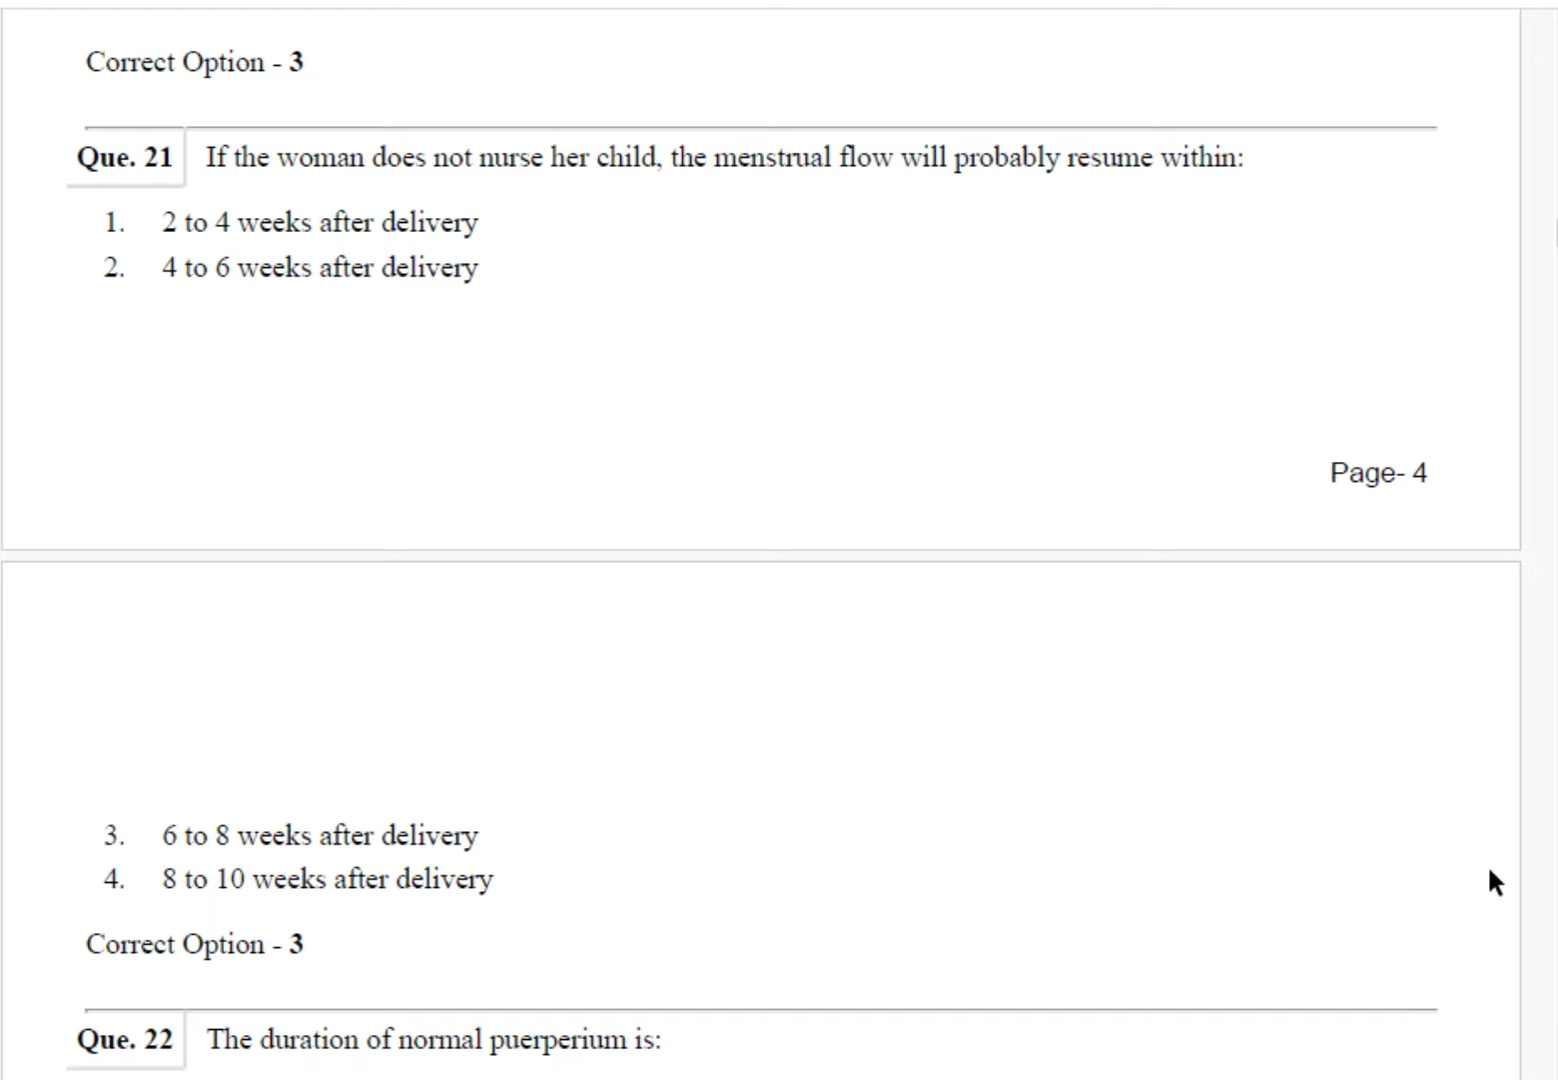 Correct Option - 3
Que. 21 If the woman does not nurse her child, the menstrual flow will probably resume within:
1. 2 to 4 weeks after delivery
2. 4 to 6 weeks after delivery
Page- 4
3. 6 to 8 weeks after delivery
4. 8 to 10 weeks after delivery
Correct Option - 3
Que. 22 The duration of normal puerperium is: